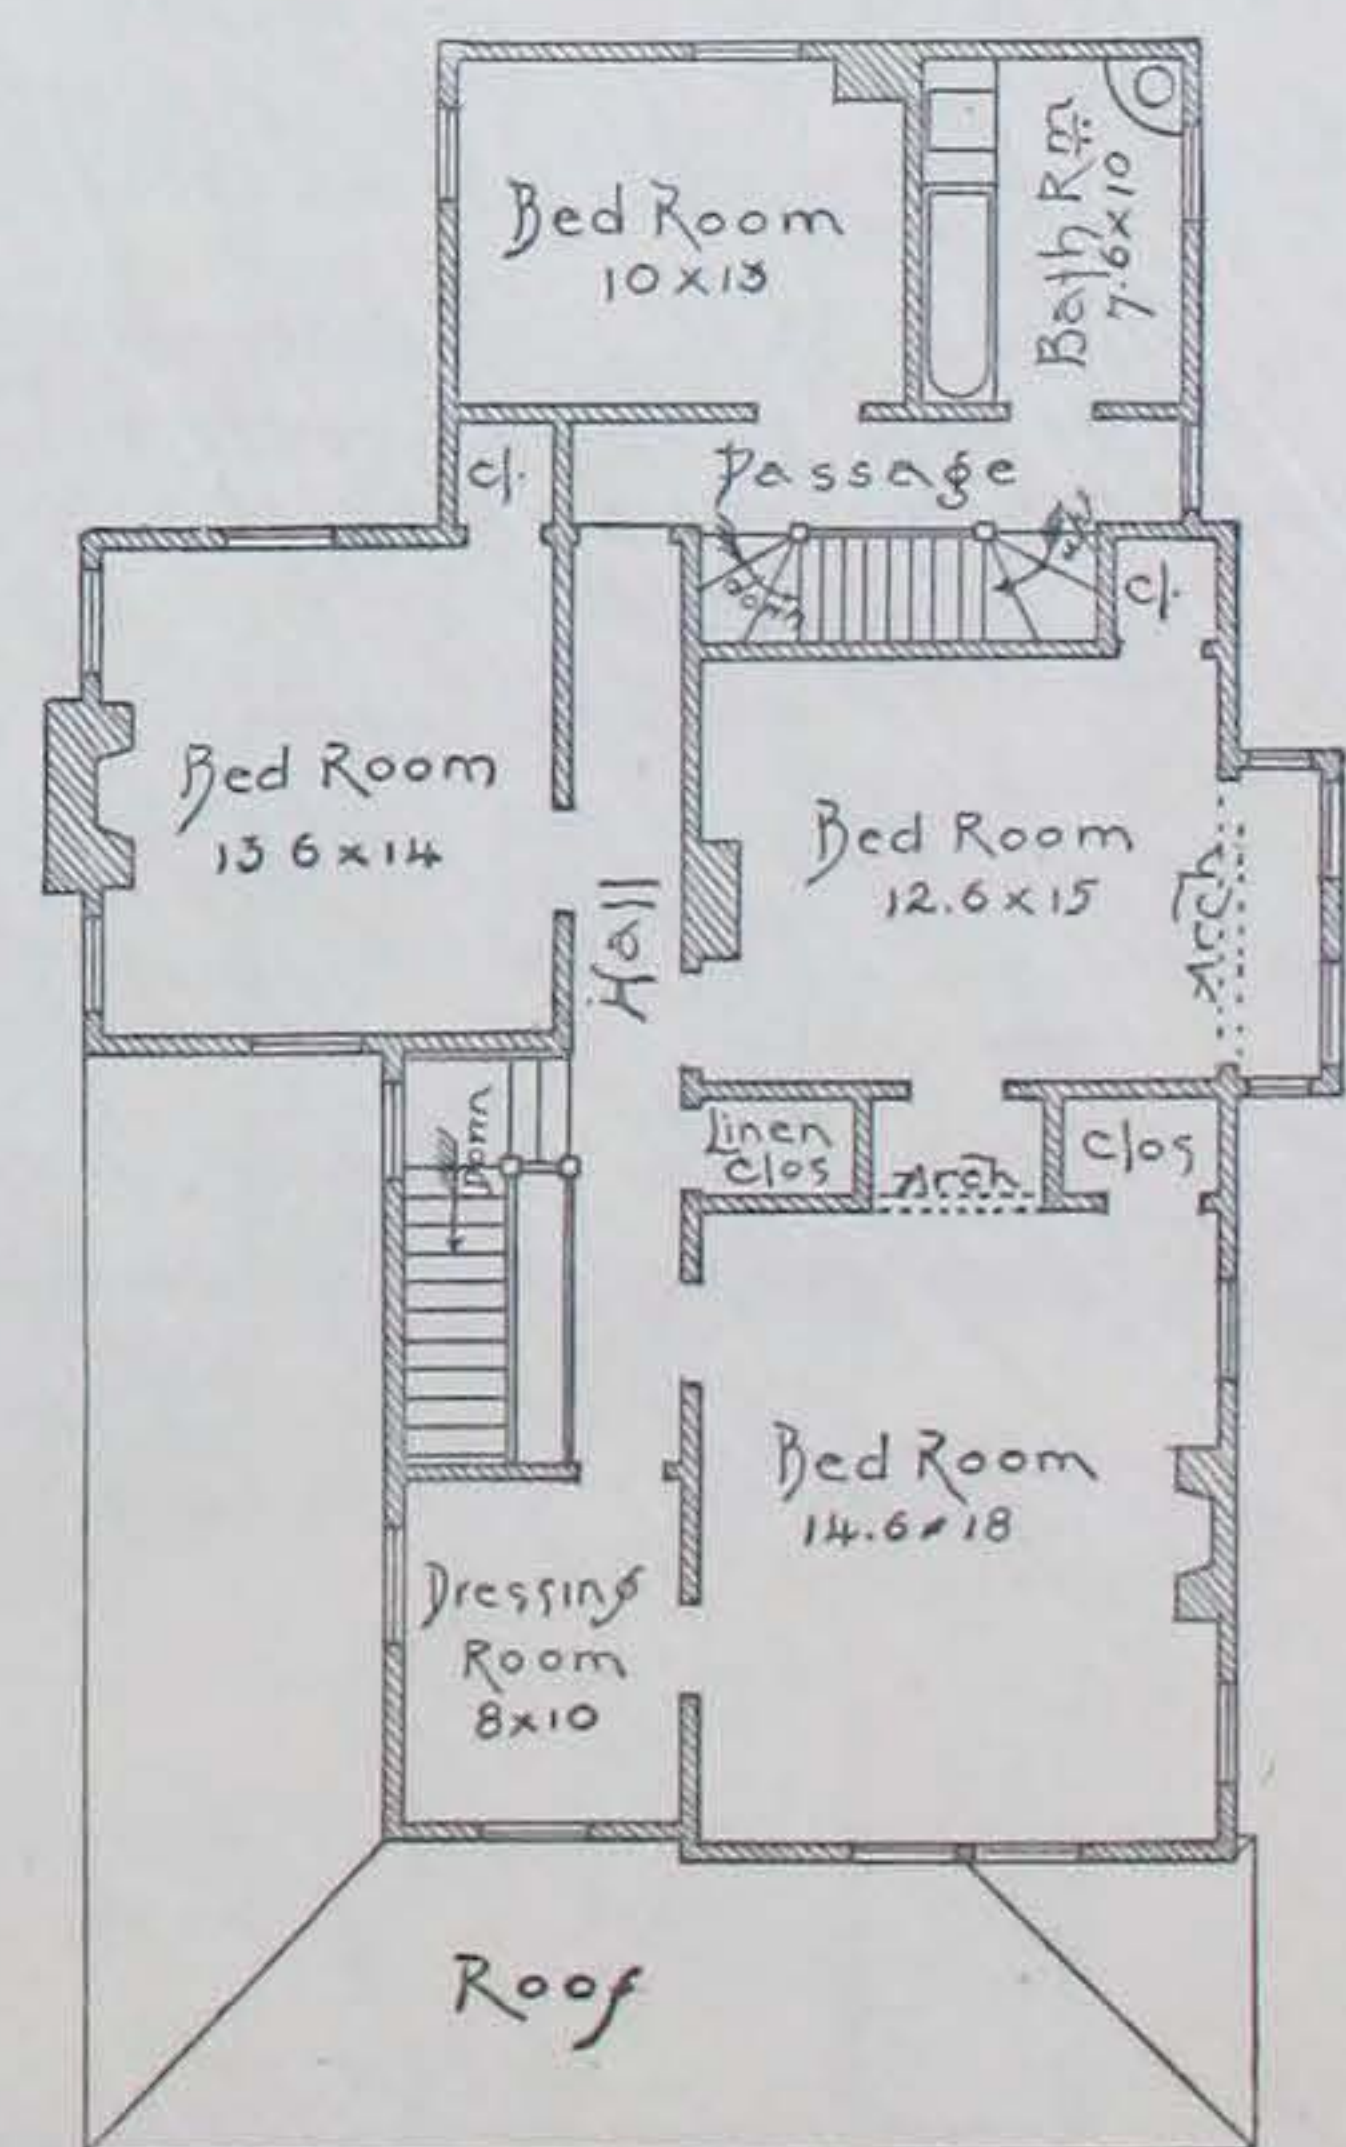 Bed Room
10 x 13
Bath Rm.
7.6 x 10
cl.
Passage
down
cl.
Bed Room
13 6 x 14
Hall
Bed Room
12.6 x 15
Arch
Down
Linen
Clos
Arch
Clos
Bed Room
14.6 x 18
Dressing
Room
8 x 10
Roof